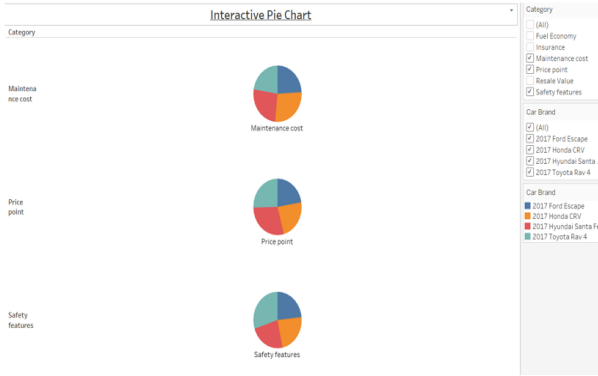 Interactive Pie Chart
Category
Maintena
nce cost
Maintenance cost
Price
point
Price point
Safety
features
Safety features
Category
(All)
Fuel Economy
Insurance
Maintenance cost
Price point
Resale Value
Safety features
Car Brand
(All)
2017 Ford Escape
2017 Honda CRV
2017 Hyundai Santa ..
2017 Toyota Rav 4
Car Brand
2017 Ford Escape
2017 Honda CRV
2017 Hyundai Santa Fe
2017 Toyota Rav 4